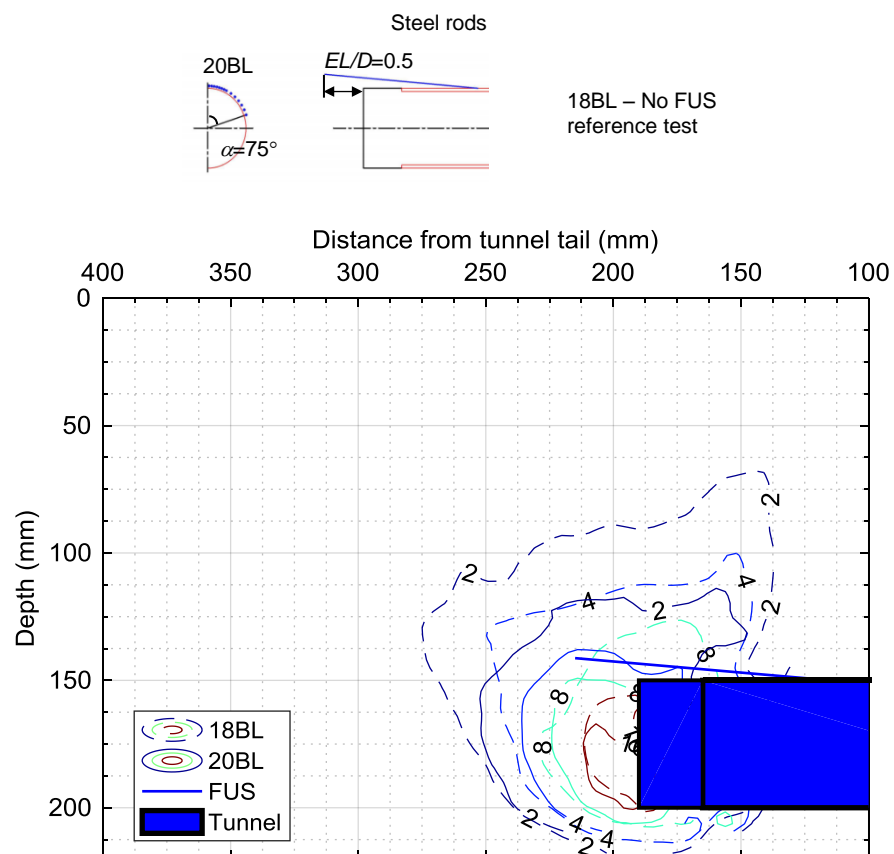 Steel rods
20BL
EL/D=0.5
α=75°
18BL – No FUS
reference test
Distance from tunnel tail (mm)
400 350 300 250 200 150 100
0
50
100
150
200
Depth (mm)
2
2
2
2
4
4
8
8
8
2
4
2
4
18BL
20BL
FUS
Tunnel